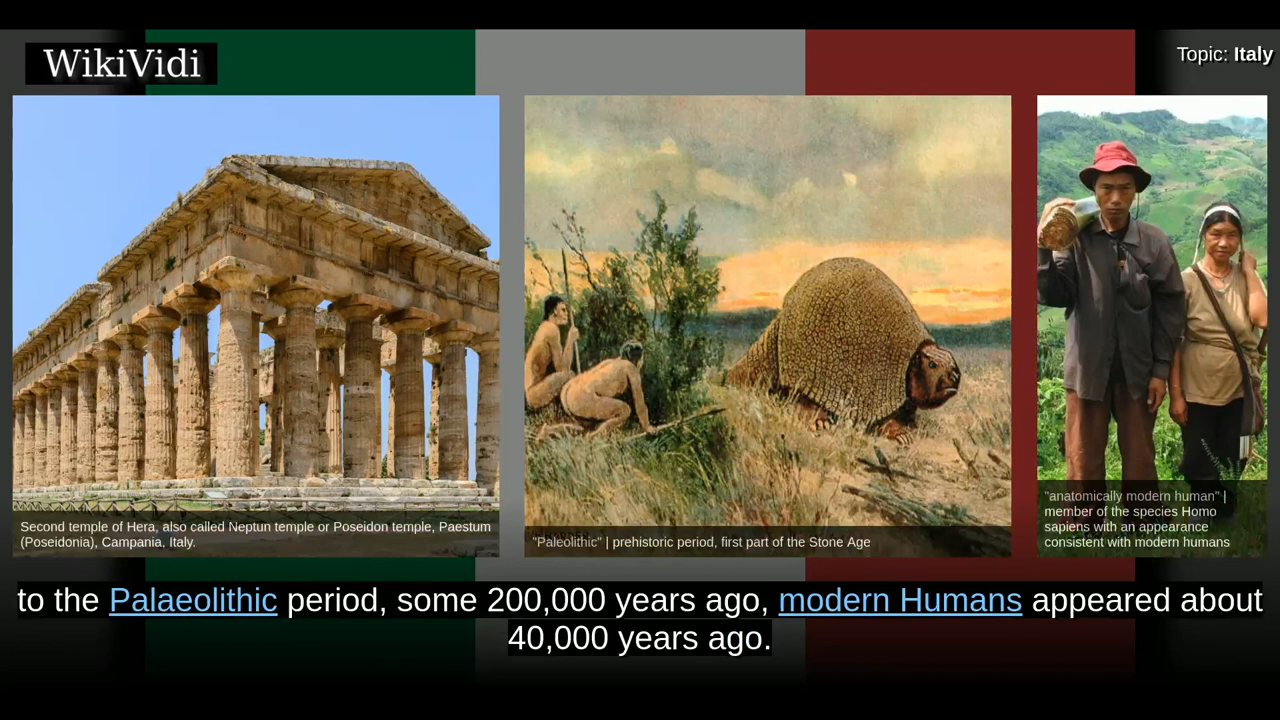 WikiVidi
Topic: Italy
Second temple of Hera, also called Neptun temple or Poseidon temple, Paestum
(Poseidonia), Campania, Italy.
"Paleolithic" | prehistoric period, first part of the Stone Age
"anatomically modern human" |
member of the species Homo
sapiens with an appearance
consistent with modern humans
to the Palaeolithic period, some 200,000 years ago, modern Humans appeared about
40,000 years ago.